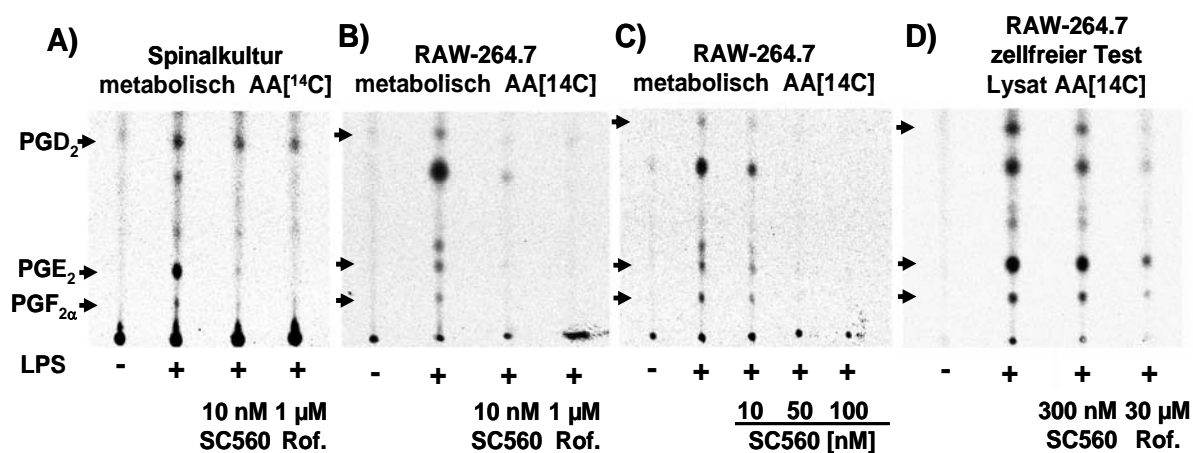 A)
Spinalkultur
metabolisch AA[¹⁴C]
B)
RAW-264.7
metabolisch AA[14C]
C)
RAW-264.7
metabolisch AA[14C]
D)
RAW-264.7
zellfreier Test
Lysat AA[14C]
PGD₂
PGE₂
PGF₂α
LPS - + + +
- + + +
- + + + +
- + + +
10 nM 1 µM
SC560 Rof.
10 nM 1 µM
SC560 Rof.
10 50 100
SC560 [nM]
300 nM 30 µM
SC560 Rof.